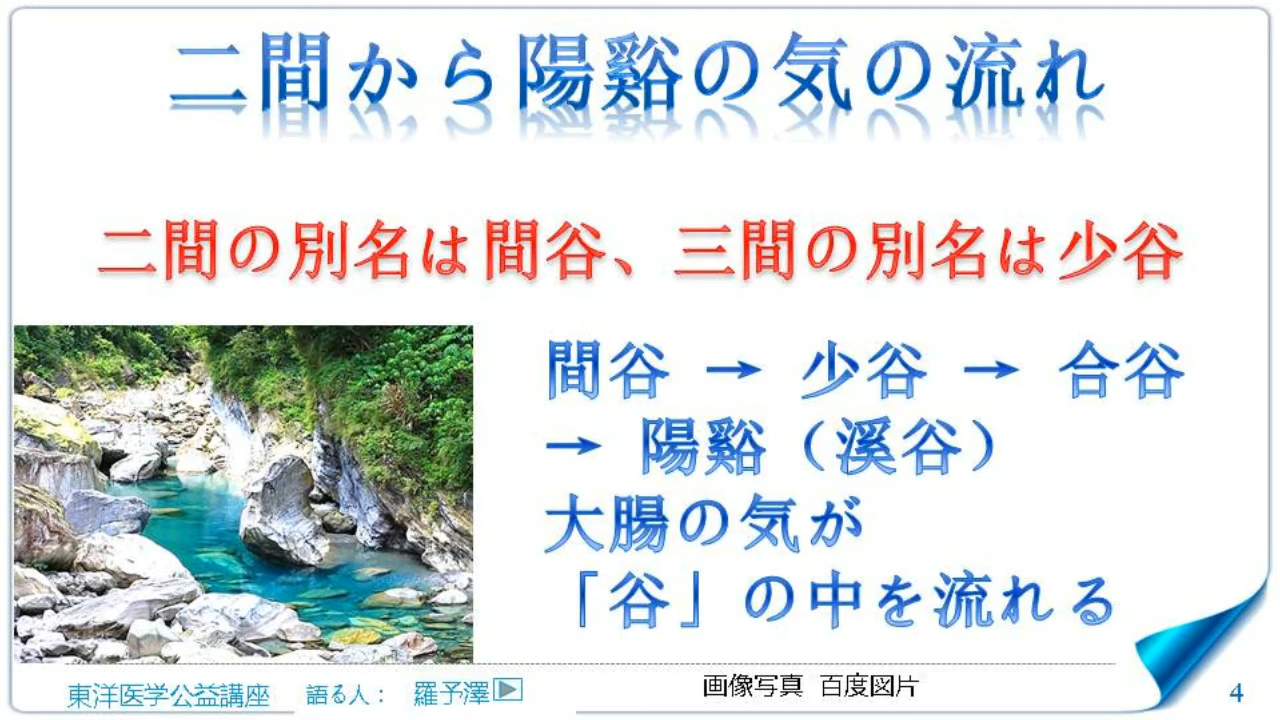 二間から陽谿の気の流れ
二間の別名は間谷、三間の別名は少谷
間谷 → 少谷 → 合谷
→ 陽谿（溪谷）
大腸の気が
「谷」の中を流れる
東洋医学公益講座 語る人： 羅予澤
画像写真 百度図片
4